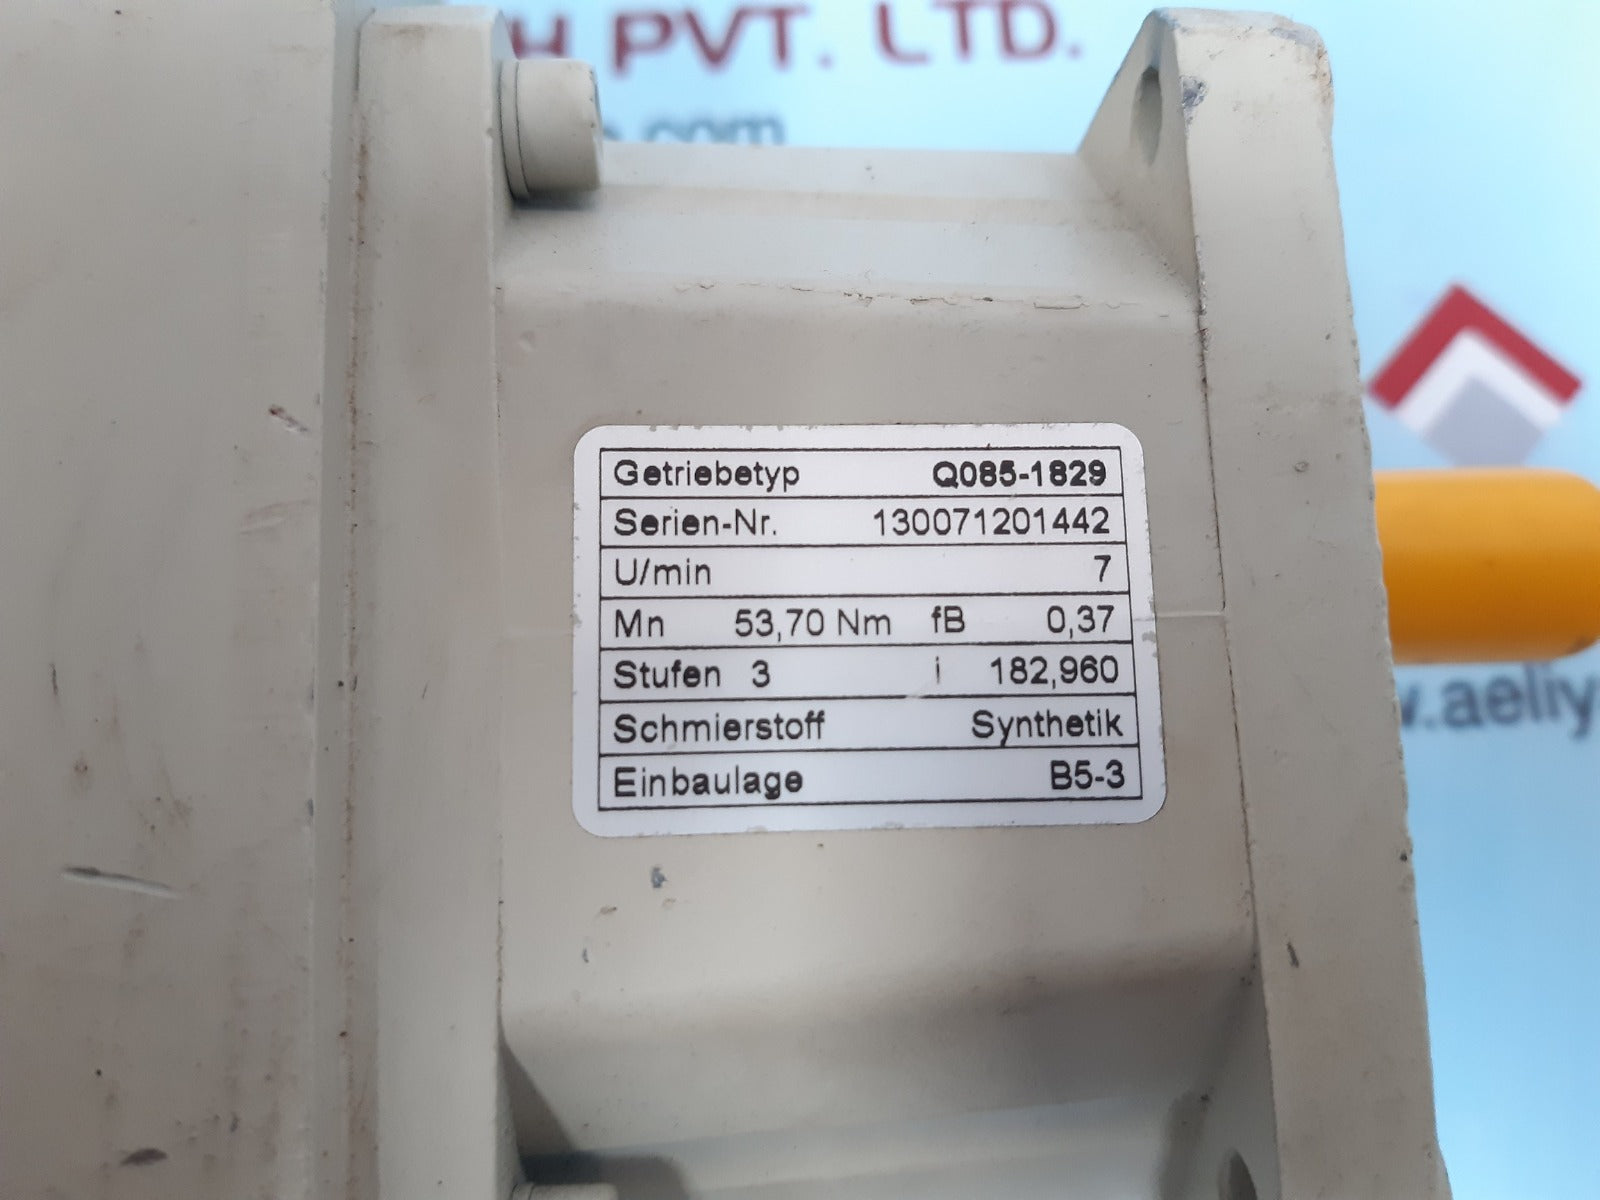 H PVT. LTD.
.com
Getriebetyp Q085-1829
Serien-Nr. 130071201442
U/min 7
Mn 53,70 Nm fB 0,37
Stufen 3 i 182,960
Schmierstoff Synthetik
Einbaulage B5-3
.aeliy